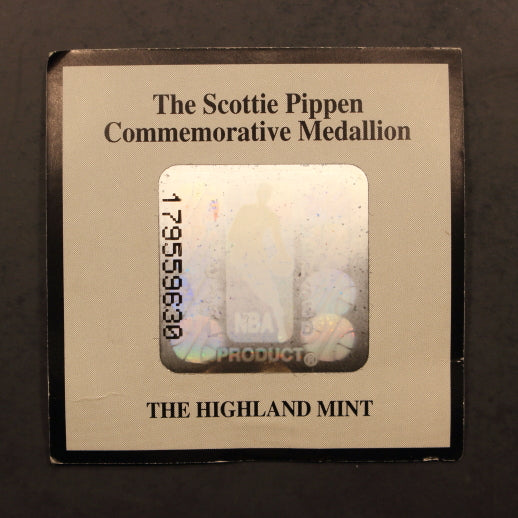 The Scottie Pippen
Commemorative Medallion
179559630
NBA
PRODUCT®
THE HIGHLAND MINT